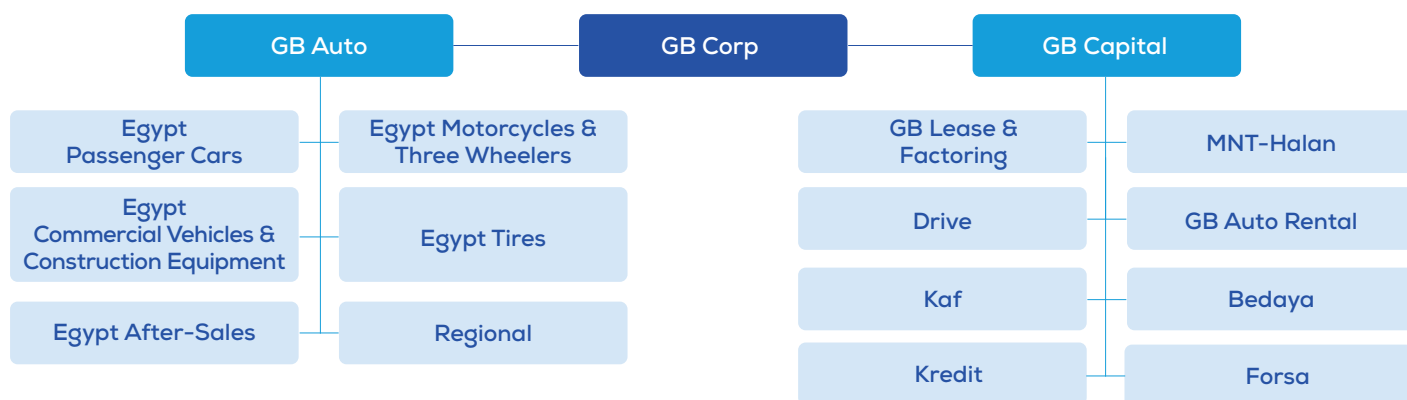 GB Auto
GB Corp
GB Capital
Egypt
Passenger Cars
Egypt Motorcycles &
Three Wheelers
Egypt
Commercial Vehicles &
Construction Equipment
Egypt Tires
Egypt After-Sales
Regional
GB Lease &
Factoring
MNT-Halan
Drive
GB Auto Rental
Kaf
Bedaya
Kredit
Forsa